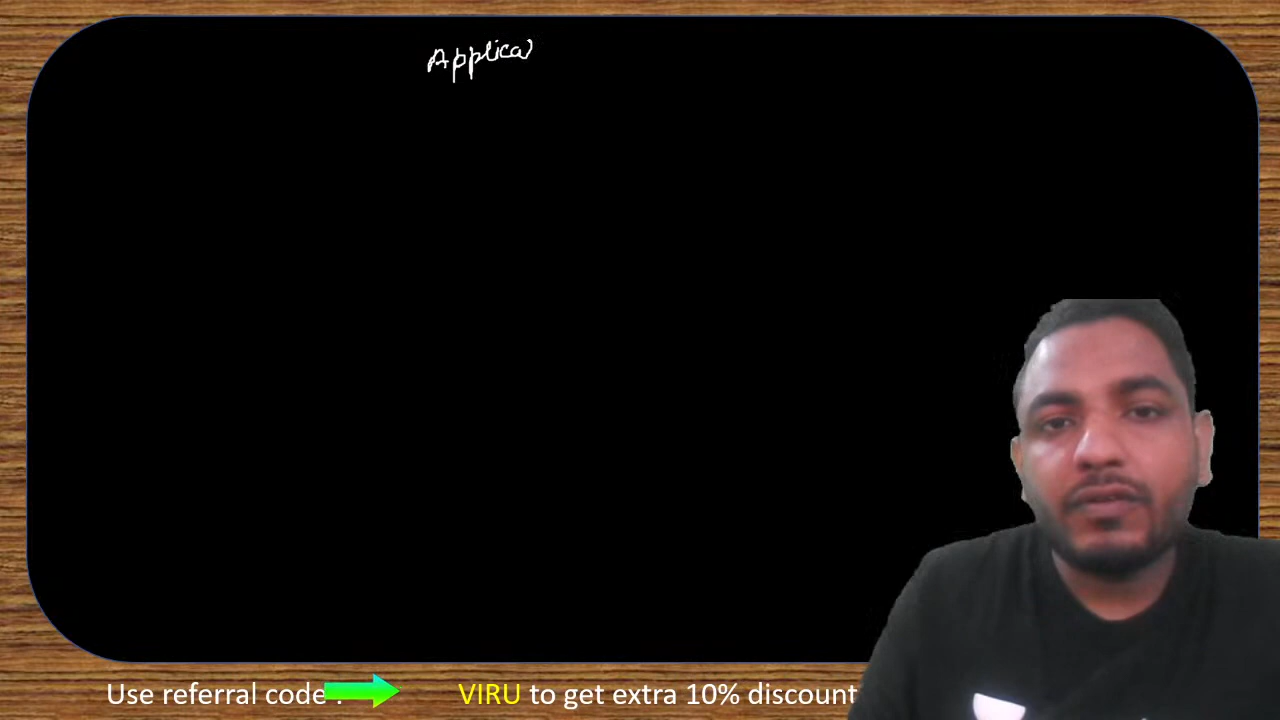 Applica
Use referral code :
VIRU to get extra 10% discount